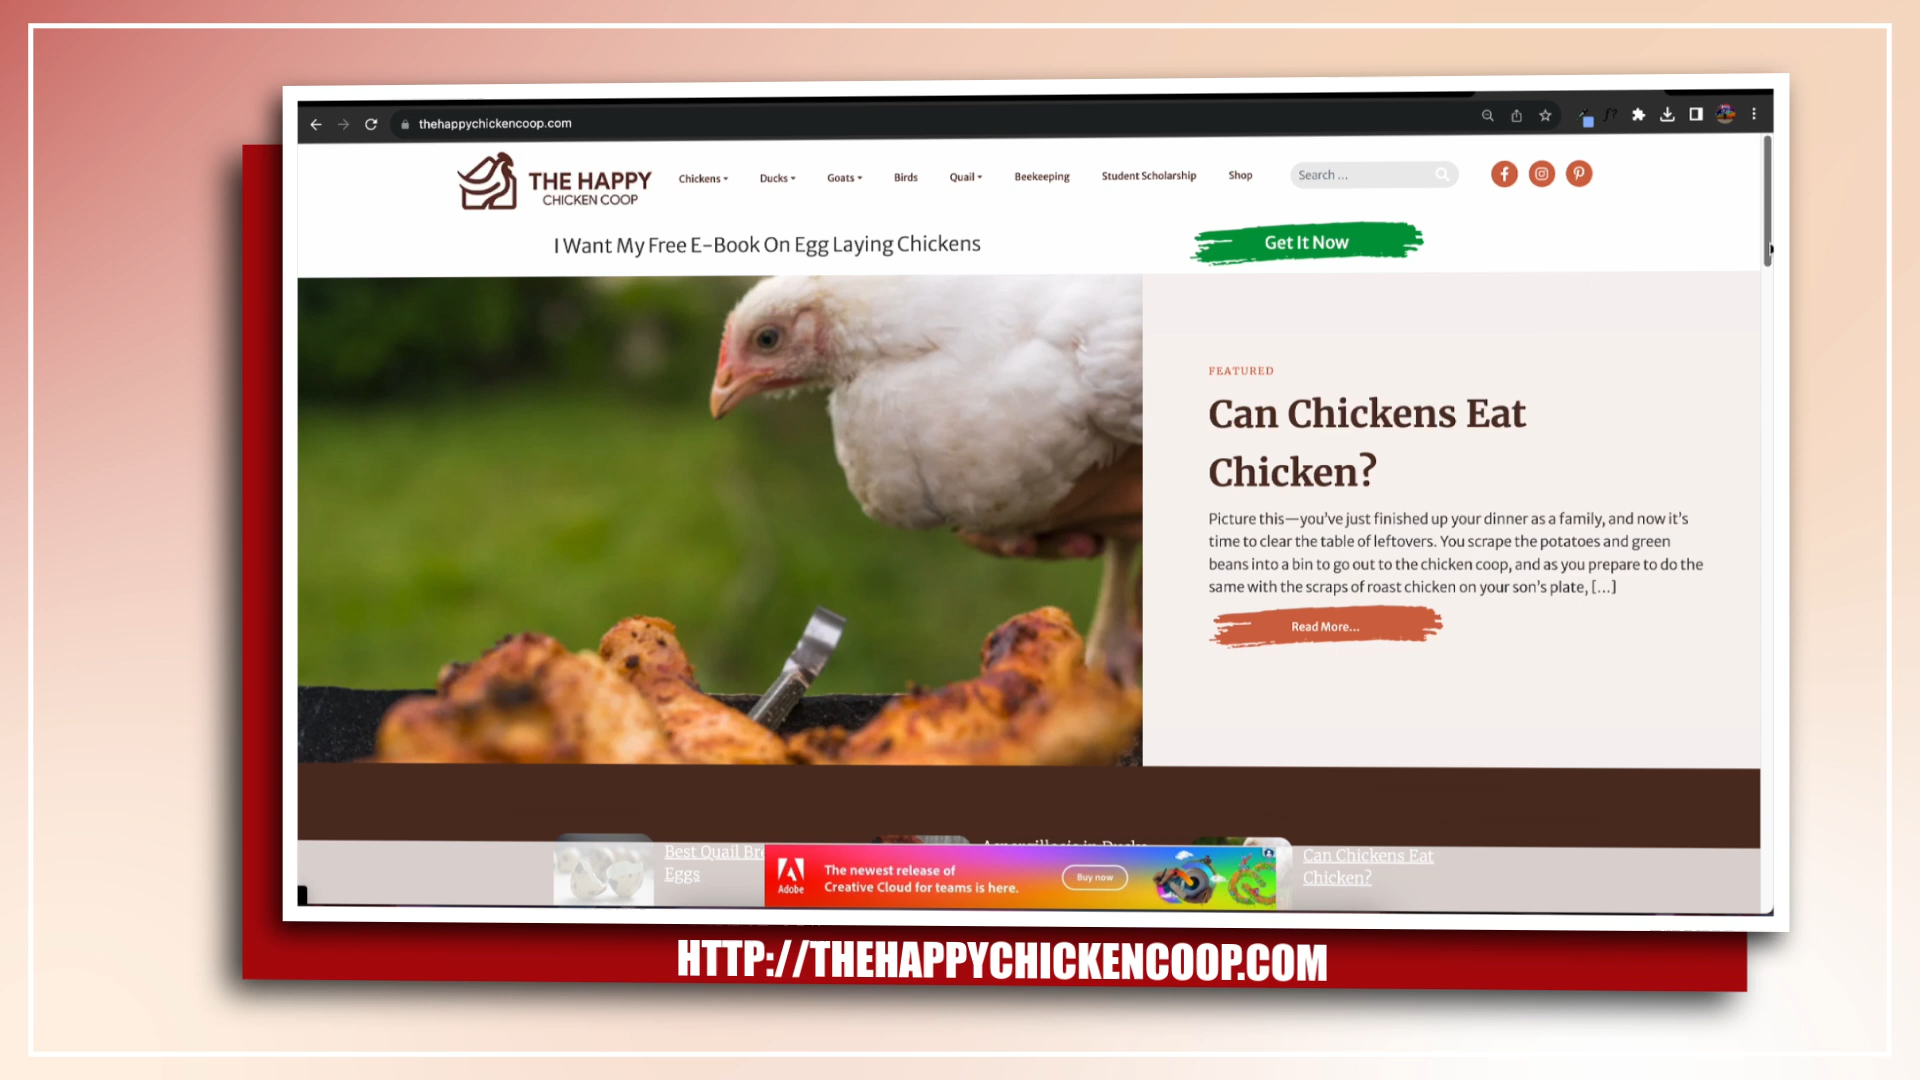 thehappychickencoop.com
THE HAPPY
CHICKEN COOP
Chickens
Ducks
Goats
Birds
Quail
Beekeeping
Student Scholarship
Shop
Search ...
I Want My Free E-Book On Egg Laying Chickens
Get It Now
FEATURED
Can Chickens Eat
Chicken?
Picture this—you've just finished up your dinner as a family, and now it's
time to clear the table of leftovers. You scrape the potatoes and green
beans into a bin to go out to the chicken coop, and as you prepare to do the
same with the scraps of roast chicken on your son's plate, [...]
Read More...
Best Quail
Eggs
Adobe
The newest release of
Creative Cloud for teams is here.
Buy now
Can Chickens Eat
Chicken?
HTTP://THEHAPPYCHICKENCOOP.COM